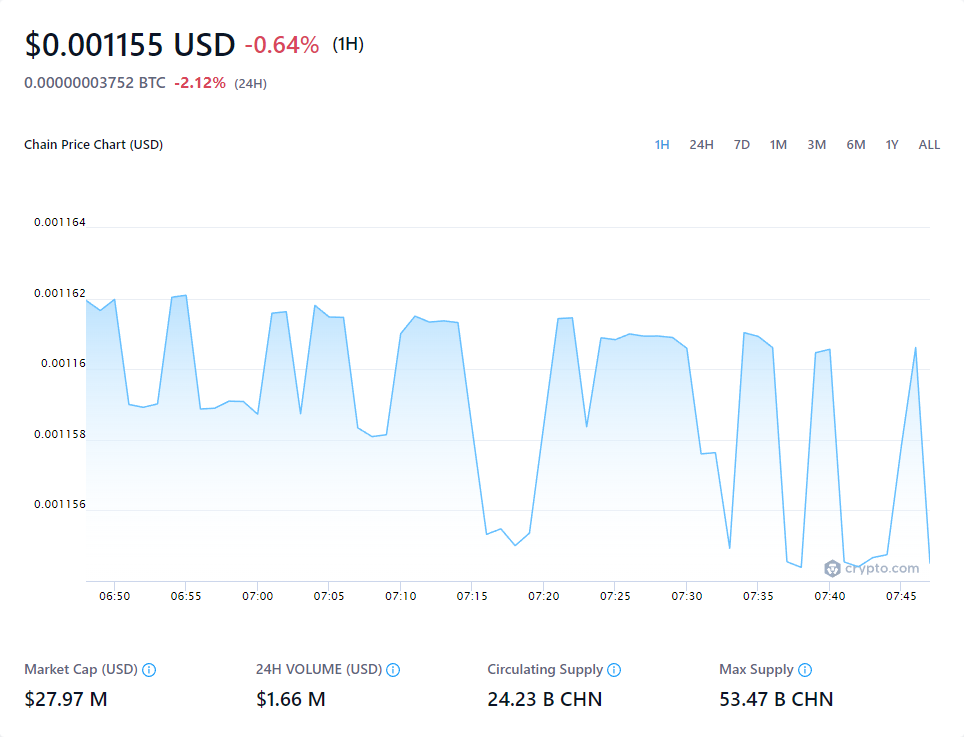 $0.001155 USD -0.64% (1H)
0.00000003752 BTC -2.12% (24H)
Chain Price Chart (USD) 1H 24H 7D 1M 3M 6M 1Y ALL
0.001164
0.001162
0.00116
0.001158
0.001156
crypto.com
06:50 06:55 07:00 07:05 07:10 07:15 07:20 07:25 07:30 07:35 07:40 07:45
Market Cap (USD) 24H VOLUME (USD) Circulating Supply Max Supply
$27.97 M $1.66 M 24.23 B CHN 53.47 B CHN